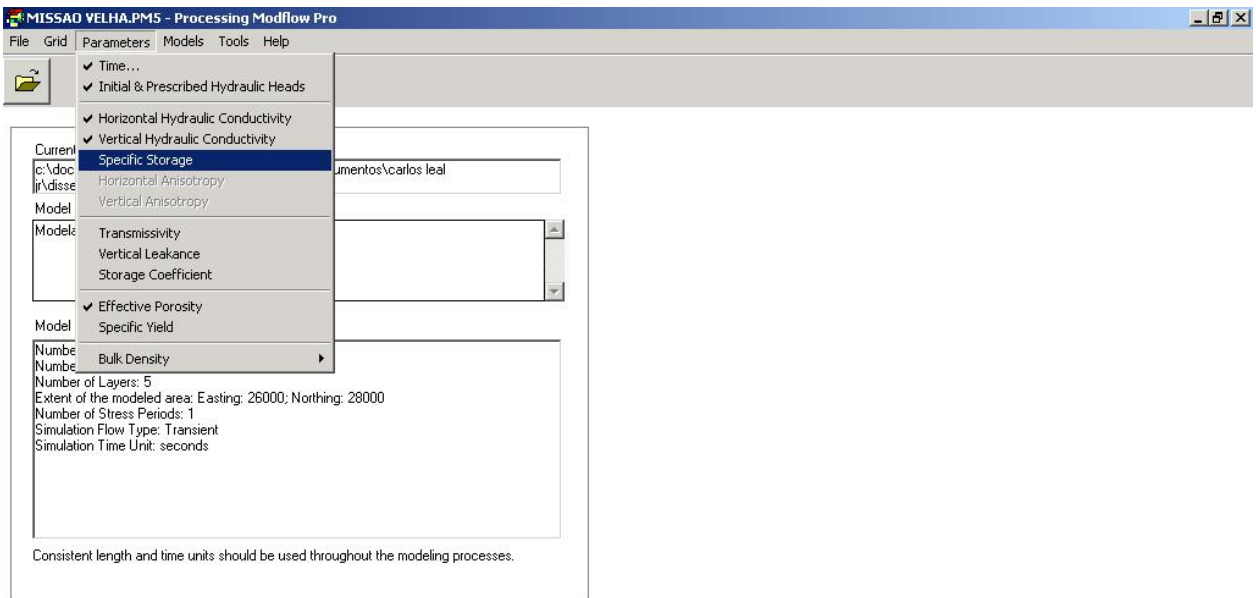 MISSAO VELHA.PM5 - Processing Modflow Pro
File Grid Parameters Models Tools Help
Time...
Initial & Prescribed Hydraulic Heads
Horizontal Hydraulic Conductivity
Vertical Hydraulic Conductivity
Specific Storage
Horizontal Anisotropy
Vertical Anisotropy
Transmissivity
Vertical Leakance
Storage Coefficient
Effective Porosity
Specific Yield
Bulk Density
Curren
c:\doc umentos\carlos leal
jr\disse
Model
Modela
Model
Numbe
Numbe
Number of Layers: 5
Extent of the modeled area: Easting: 26000; Northing: 28000
Number of Stress Periods: 1
Simulation Flow Type: Transient
Simulation Time Unit: seconds
Consistent length and time units should be used throughout the modeling processes.